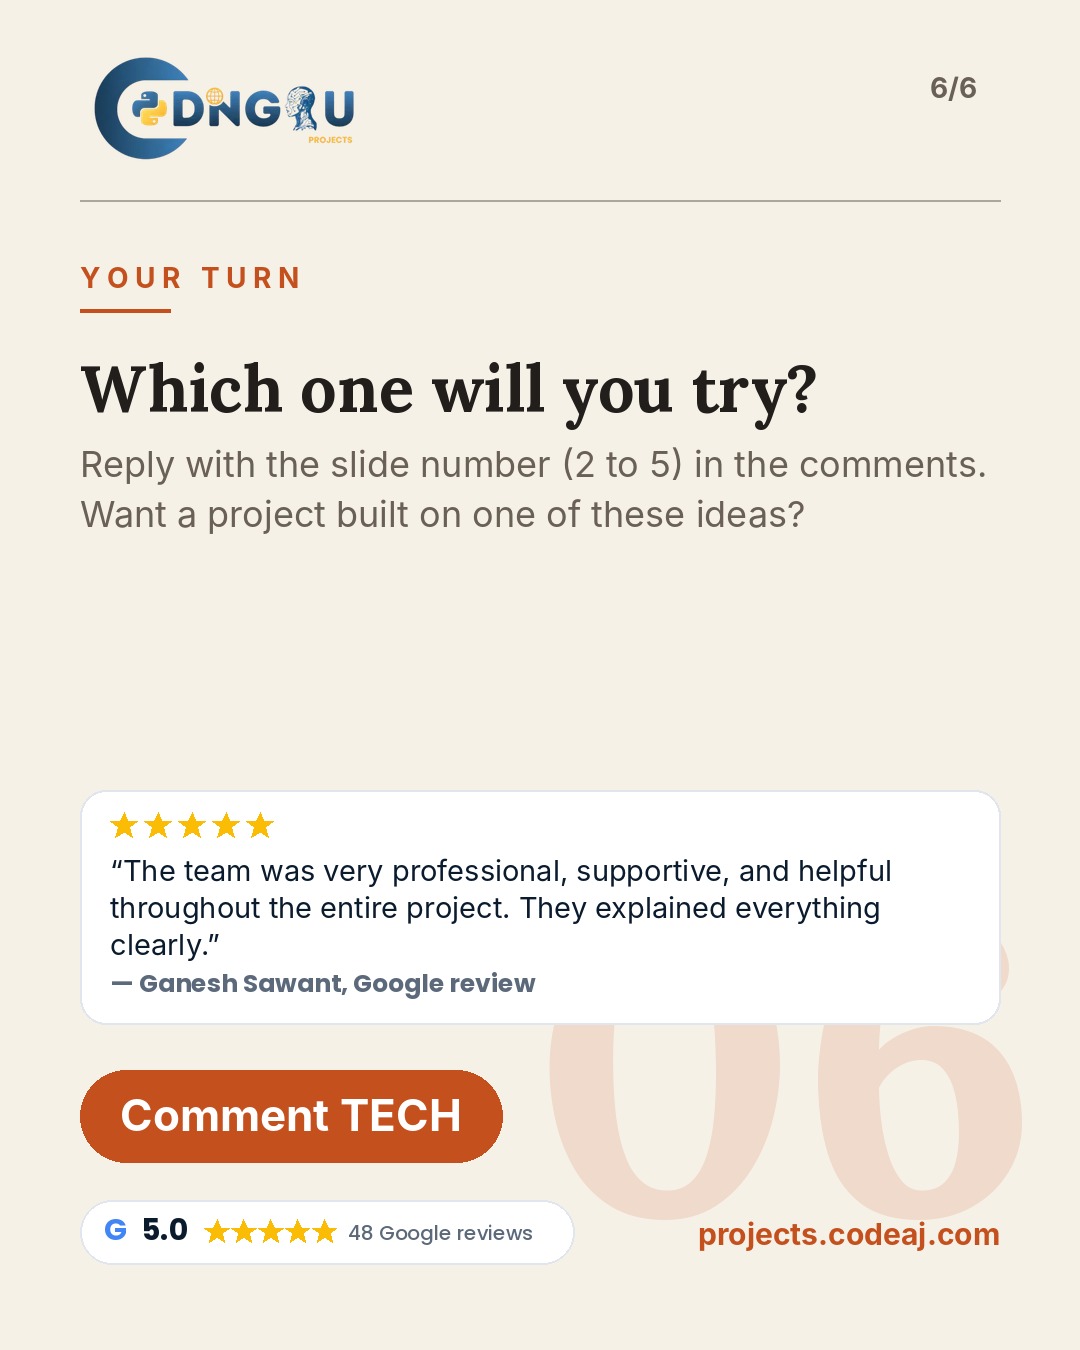 CDNGJU
PROJECTS
6/6
YOUR TURN
Which one will you try?
Reply with the slide number (2 to 5) in the comments.
Want a project built on one of these ideas?
“The team was very professional, supportive, and helpful
throughout the entire project. They explained everything
clearly.”
— Ganesh Sawant, Google review
06
Comment TECH
G 5.0 48 Google reviews
projects.codeaj.com